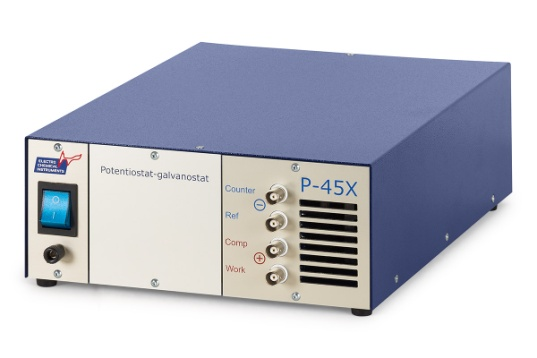 ELECTRO
CHEMICAL
INSTRUMENTS
Potentiostat-galvanostat
P-45X
Counter
Ref
Comp
Work